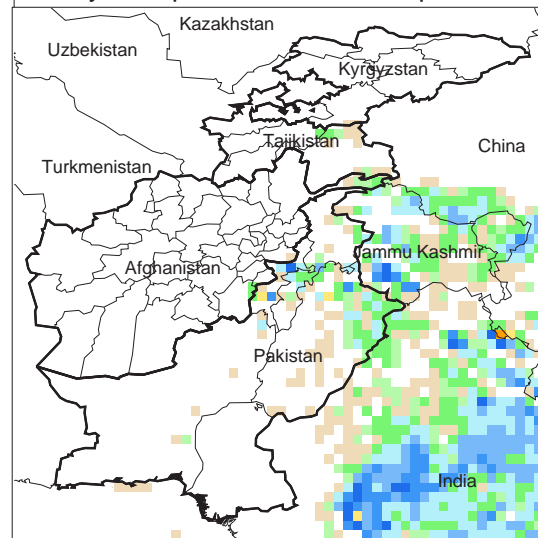 Kazakhstan
Uzbekistan
Kyrgyzstan
Tajikistan
China
Turkmenistan
Jammu Kashmir
Afghanistan
Pakistan
India